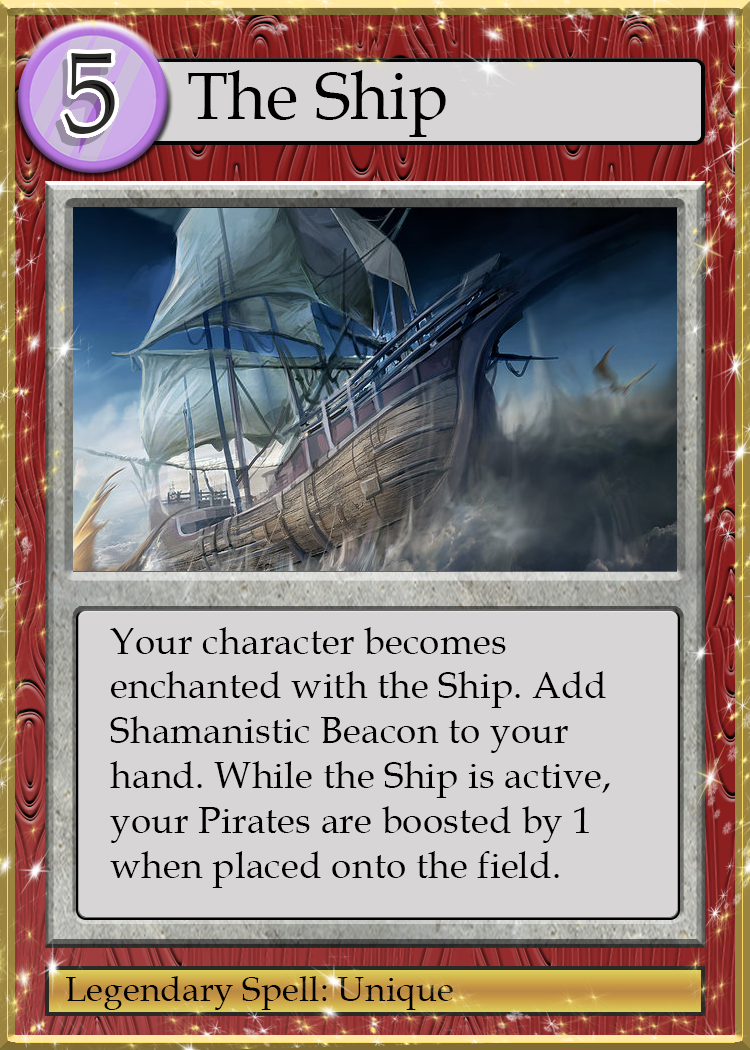 5
The Ship
Your character becomes
enchanted with the Ship. Add
Shamanistic Beacon to your
hand. While the Ship is active,
your Pirates are boosted by 1
when placed onto the field.
Legendary Spell: Unique